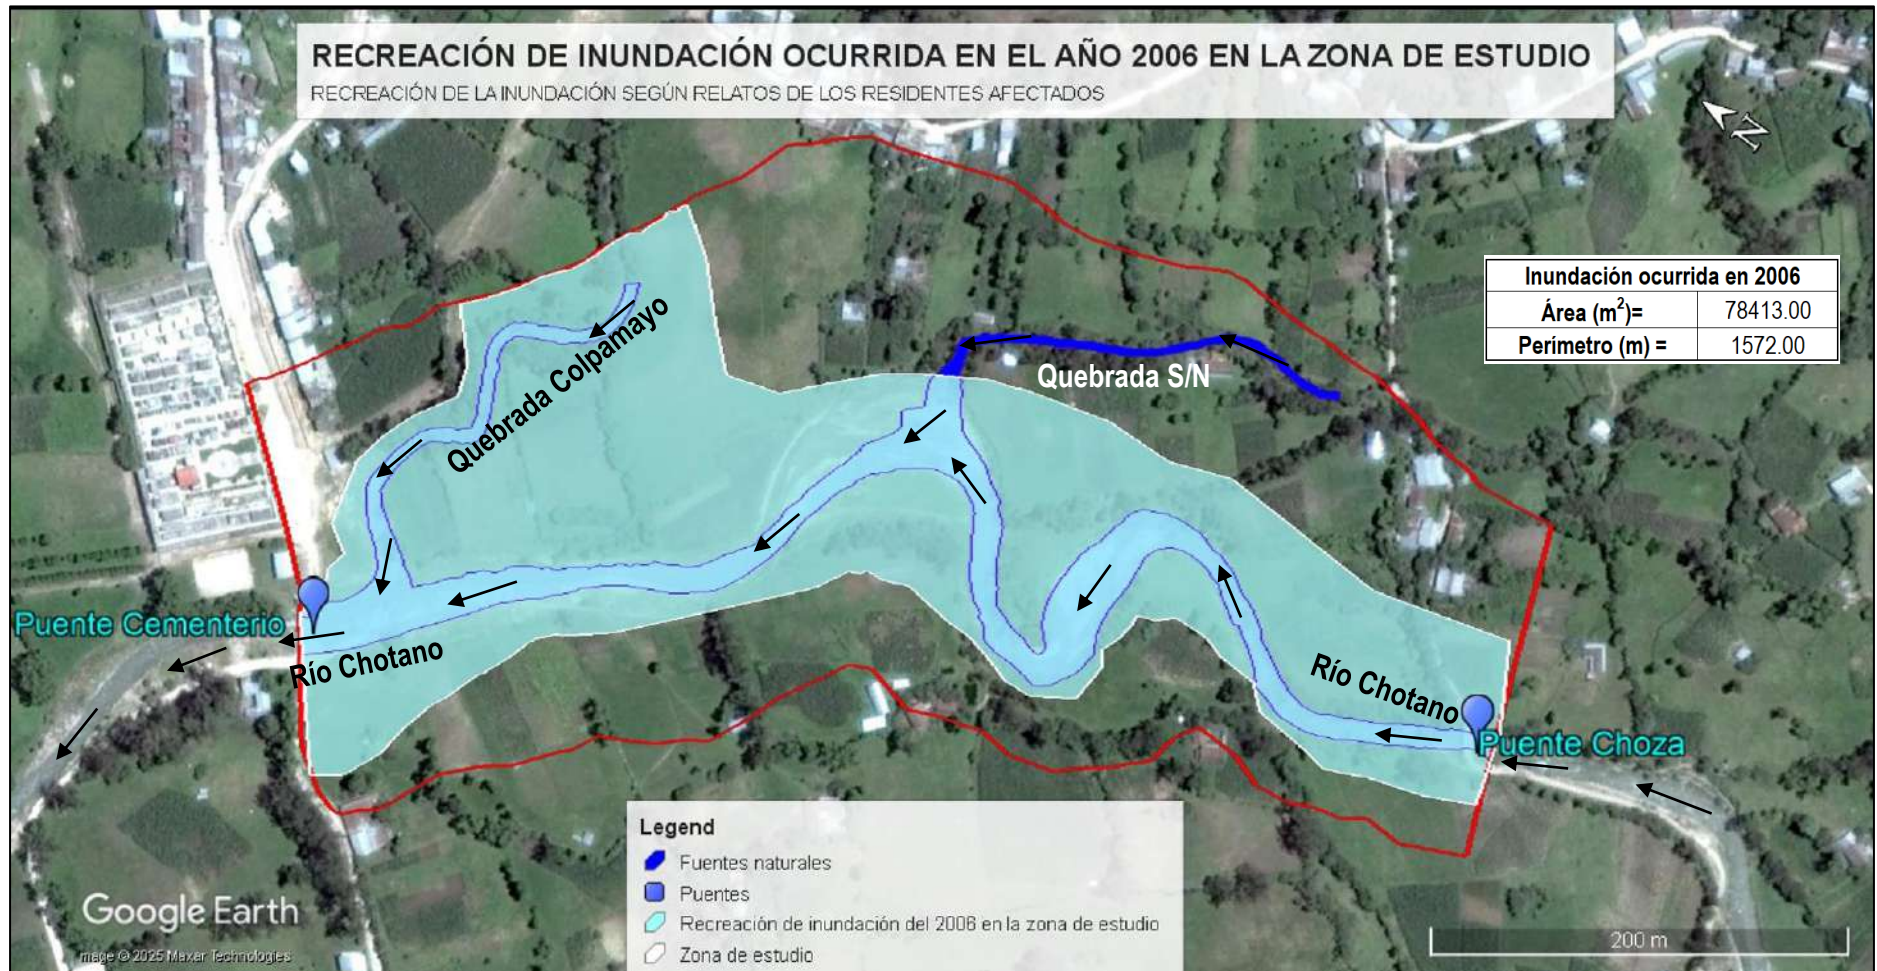 RECREACIÓN DE INUNDACIÓN OCURRIDA EN EL AÑO 2006 EN LA ZONA DE ESTUDIO
RECREACIÓN DE LA INUNDACIÓN SEGÚN RELATOS DE LOS RESIDENTES AFECTADOS
N
Inundación ocurrida en 2006
Área (m²)= 78413.00
Perímetro (m) = 1572.00
Quebrada Colpamayo
Quebrada S/N
Puente Cementerio
Río Chotano
Río Chotano
Puente Choza
Legend
Fuentes naturales
Puentes
Recreación de inundación del 2006 en la zona de estudio
Zona de estudio
Google Earth
mage © 2025 Maxar Technologies
200 m